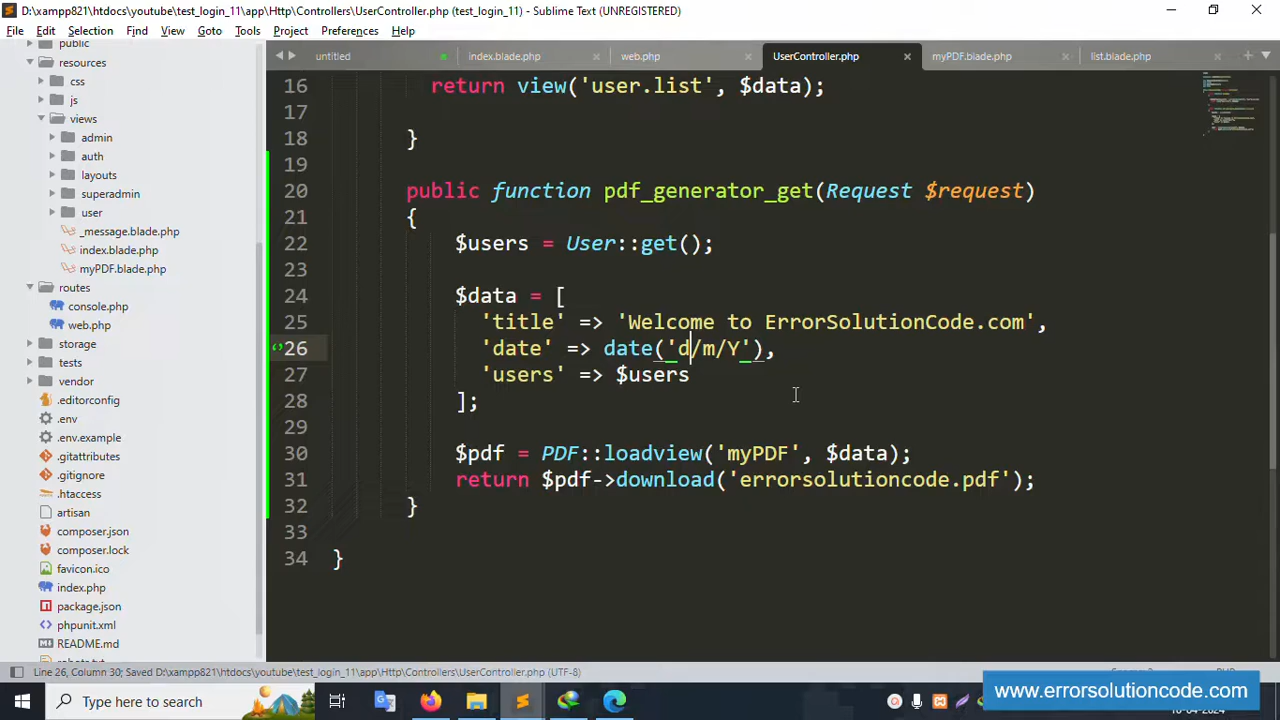 D:\xampp821\htdocs\youtube\test_login_11\app\Http\Controllers\UserController.php (test_login_11) - Sublime Text (UNREGISTERED)
File Edit Selection Find View Goto Tools Project Preferences Help
untitled index.blade.php web.php UserController.php myPDF.blade.php list.blade.php
public
resources
css
js
views
admin
auth
layouts
superadmin
user
_message.blade.php
index.blade.php
myPDF.blade.php
routes
console.php
web.php
storage
tests
vendor
.editorconfig
.env
.env.example
.gitattributes
.gitignore
.htaccess
artisan
composer.json
composer.lock
favicon.ico
index.php
package.json
phpunit.xml
README.md
16 return view('user.list', $data);
17
18 }
19
20 public function pdf_generator_get(Request $request)
21 {
22 $users = User::get();
23
24 $data = [
25 'title' => 'Welcome to ErrorSolutionCode.com',
26 'date' => date('d/m/Y'),
27 'users' => $users
28 ];
29
30 $pdf = PDF::loadview('myPDF', $data);
31 return $pdf->download('errorsolutioncode.pdf');
32 }
33
34 }
Line 26, Column 30; Saved D:\xampp821\htdocs\youtube\test_login_11\app\Http\Controllers\UserController.php (UTF-8)
Type here to search
www.errorsolutioncode.com